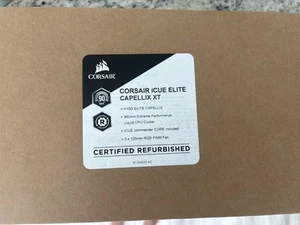 CORSAIR
90
CORSAIR iCUE ELITE
CAPELLIX XT
• H150i ELITE CAPELLIX
• 360mm Extreme Performance
Liquid CPU Cooler
• iCUE commander CORE included
• 3 x 120mm RGB PWM Fan
CERTIFIED REFURBISHED